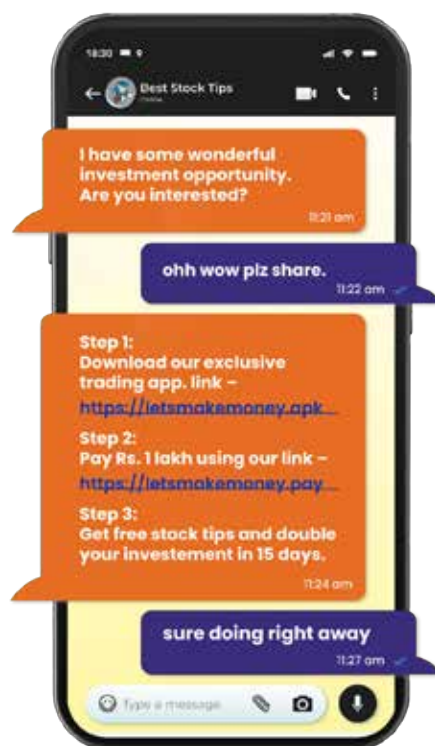 18:30
Best Stock Tips
Online
I have some wonderful
investment opportunity.
Are you interested?
11:21 am
ohh wow plz share.
11:22 am
Step 1:
Download our exclusive
trading app. link –
https://letsmakemoney.apk
Step 2:
Pay Rs. 1 lakh using our link –
https://letsmakemoney.pay
Step 3:
Get free stock tips and double
your investement in 15 days.
11:24 am
sure doing right away
11:27 am
Type a message